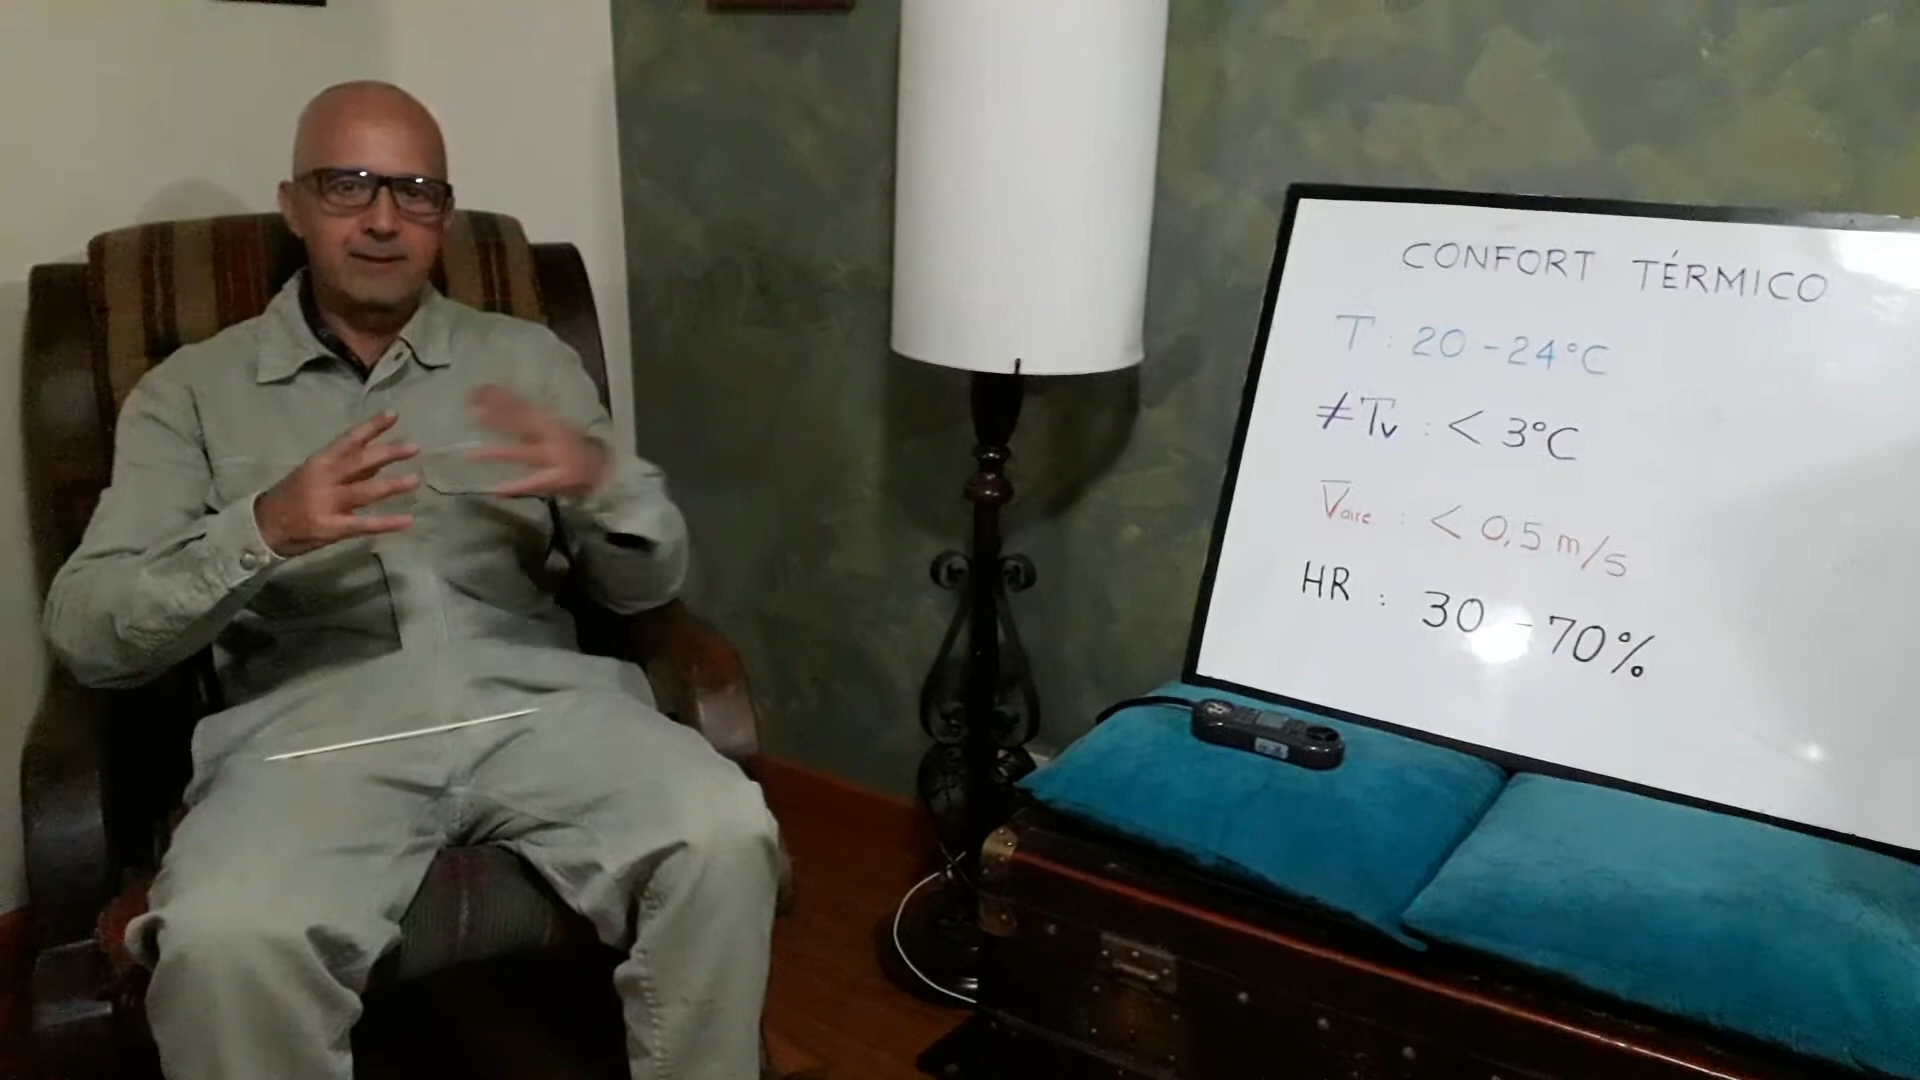 CONFORT TÉRMICO
T : 20 - 24°C
≠Tv : < 3°C
Vaire : < 0,5 m/s
HR : 30 - 70%